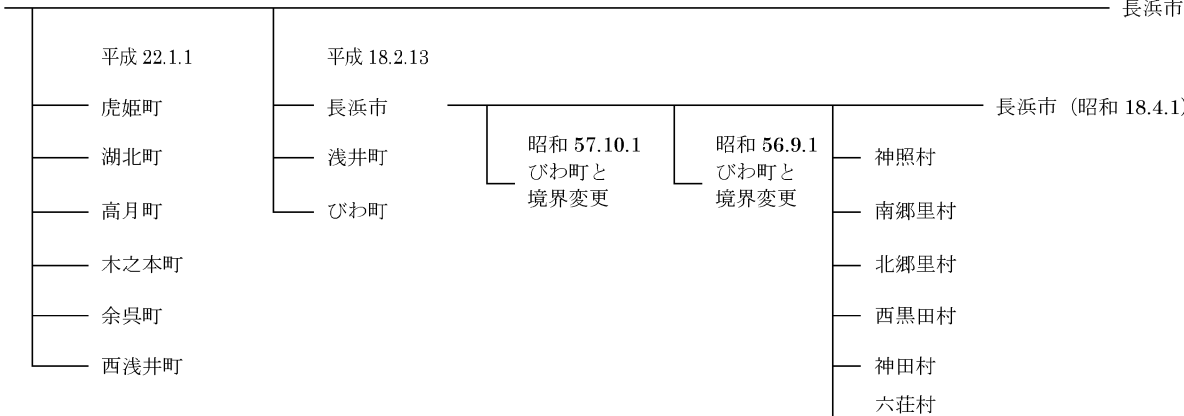 長浜市
平成 22.1.1
虎姫町
湖北町
高月町
木之本町
余呉町
西浅井町
平成 18.2.13
長浜市
浅井町
びわ町
昭和 57.10.1
びわ町と
境界変更
昭和 56.9.1
びわ町と
境界変更
長浜市（昭和 18.4.1）
神照村
南郷里村
北郷里村
西黒田村
神田村
六荘村